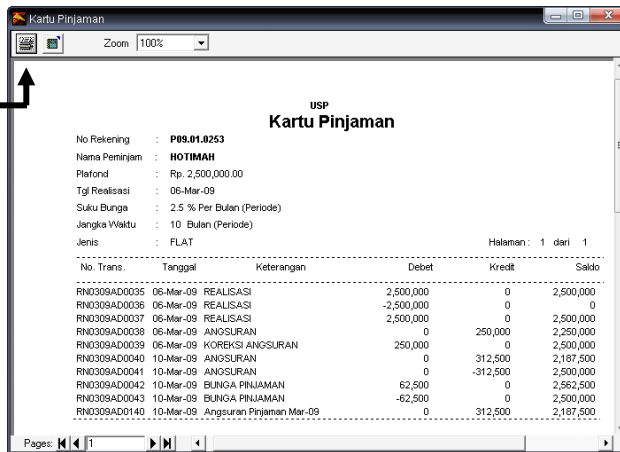 Kartu Pinjaman
Zoom 100%
USP
Kartu Pinjaman
No Rekening : P09.01.0253
Nama Peminjam : HOTIMAH
Plafond : Rp. 2,500,000.00
Tgl Realisasi : 06-Mar-09
Suku Bunga : 2.5 % Per Bulan (Periode)
Jangka Waktu : 10 Bulan (Periode)
Jenis : FLAT Halaman : 1 dari 1
No. Trans. Tanggal Keterangan Debet Kredit Saldo
RN0309AD0035 06-Mar-09 REALISASI 2,500,000 0 2,500,000
RN0309AD0036 06-Mar-09 REALISASI -2,500,000 0 0
RN0309AD0037 06-Mar-09 REALISASI 2,500,000 0 2,500,000
RN0309AD0038 06-Mar-09 ANGSURAN 0 250,000 2,250,000
RN0309AD0039 06-Mar-09 KOREKSI ANGSURAN 250,000 0 2,500,000
RN0309AD0040 10-Mar-09 ANGSURAN 0 312,500 2,187,500
RN0309AD0041 10-Mar-09 ANGSURAN 0 -312,500 2,500,000
RN0309AD0042 10-Mar-09 BUNGA PINJAMAN 62,500 0 2,562,500
RN0309AD0043 10-Mar-09 BUNGA PINJAMAN -62,500 0 2,500,000
RN0309AD0140 10-Mar-09 Angsuran Pinjaman Mar-09 0 312,500 2,187,500
Pages: 1